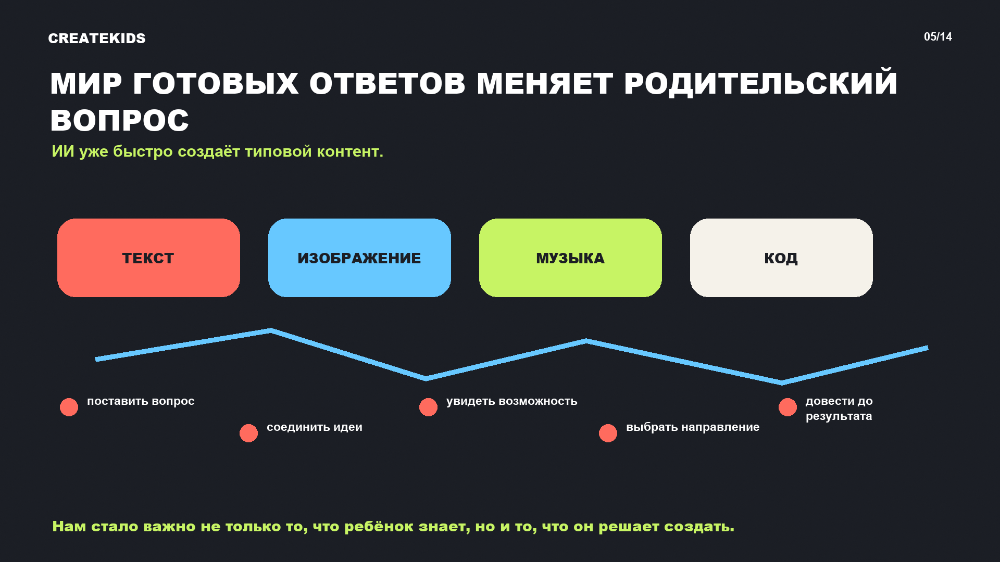 CREATEKIDS
05/14
МИР ГОТОВЫХ ОТВЕТОВ МЕНЯЕТ РОДИТЕЛЬСКИЙ
ВОПРОС
ИИ уже быстро создаёт типовой контент.
ТЕКСТ
ИЗОБРАЖЕНИЕ
МУЗЫКА
КОД
поставить вопрос
соединить идеи
увидеть возможность
выбрать направление
довести до
результата
Нам стало важно не только то, что ребёнок знает, но и то, что он решает создать.